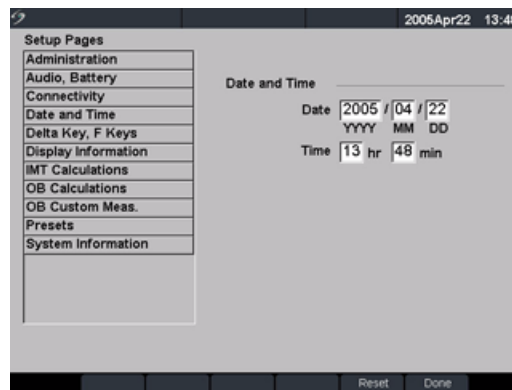 2005Apr22 13:48
Setup Pages
Administration
Audio, Battery
Connectivity
Date and Time
Delta Key, F Keys
Display Information
IMT Calculations
OB Calculations
OB Custom Meas.
Presets
System Information
Date and Time
Date 2005 / 04 / 22
YYYY MM DD
Time 13 hr 48 min
Reset Done